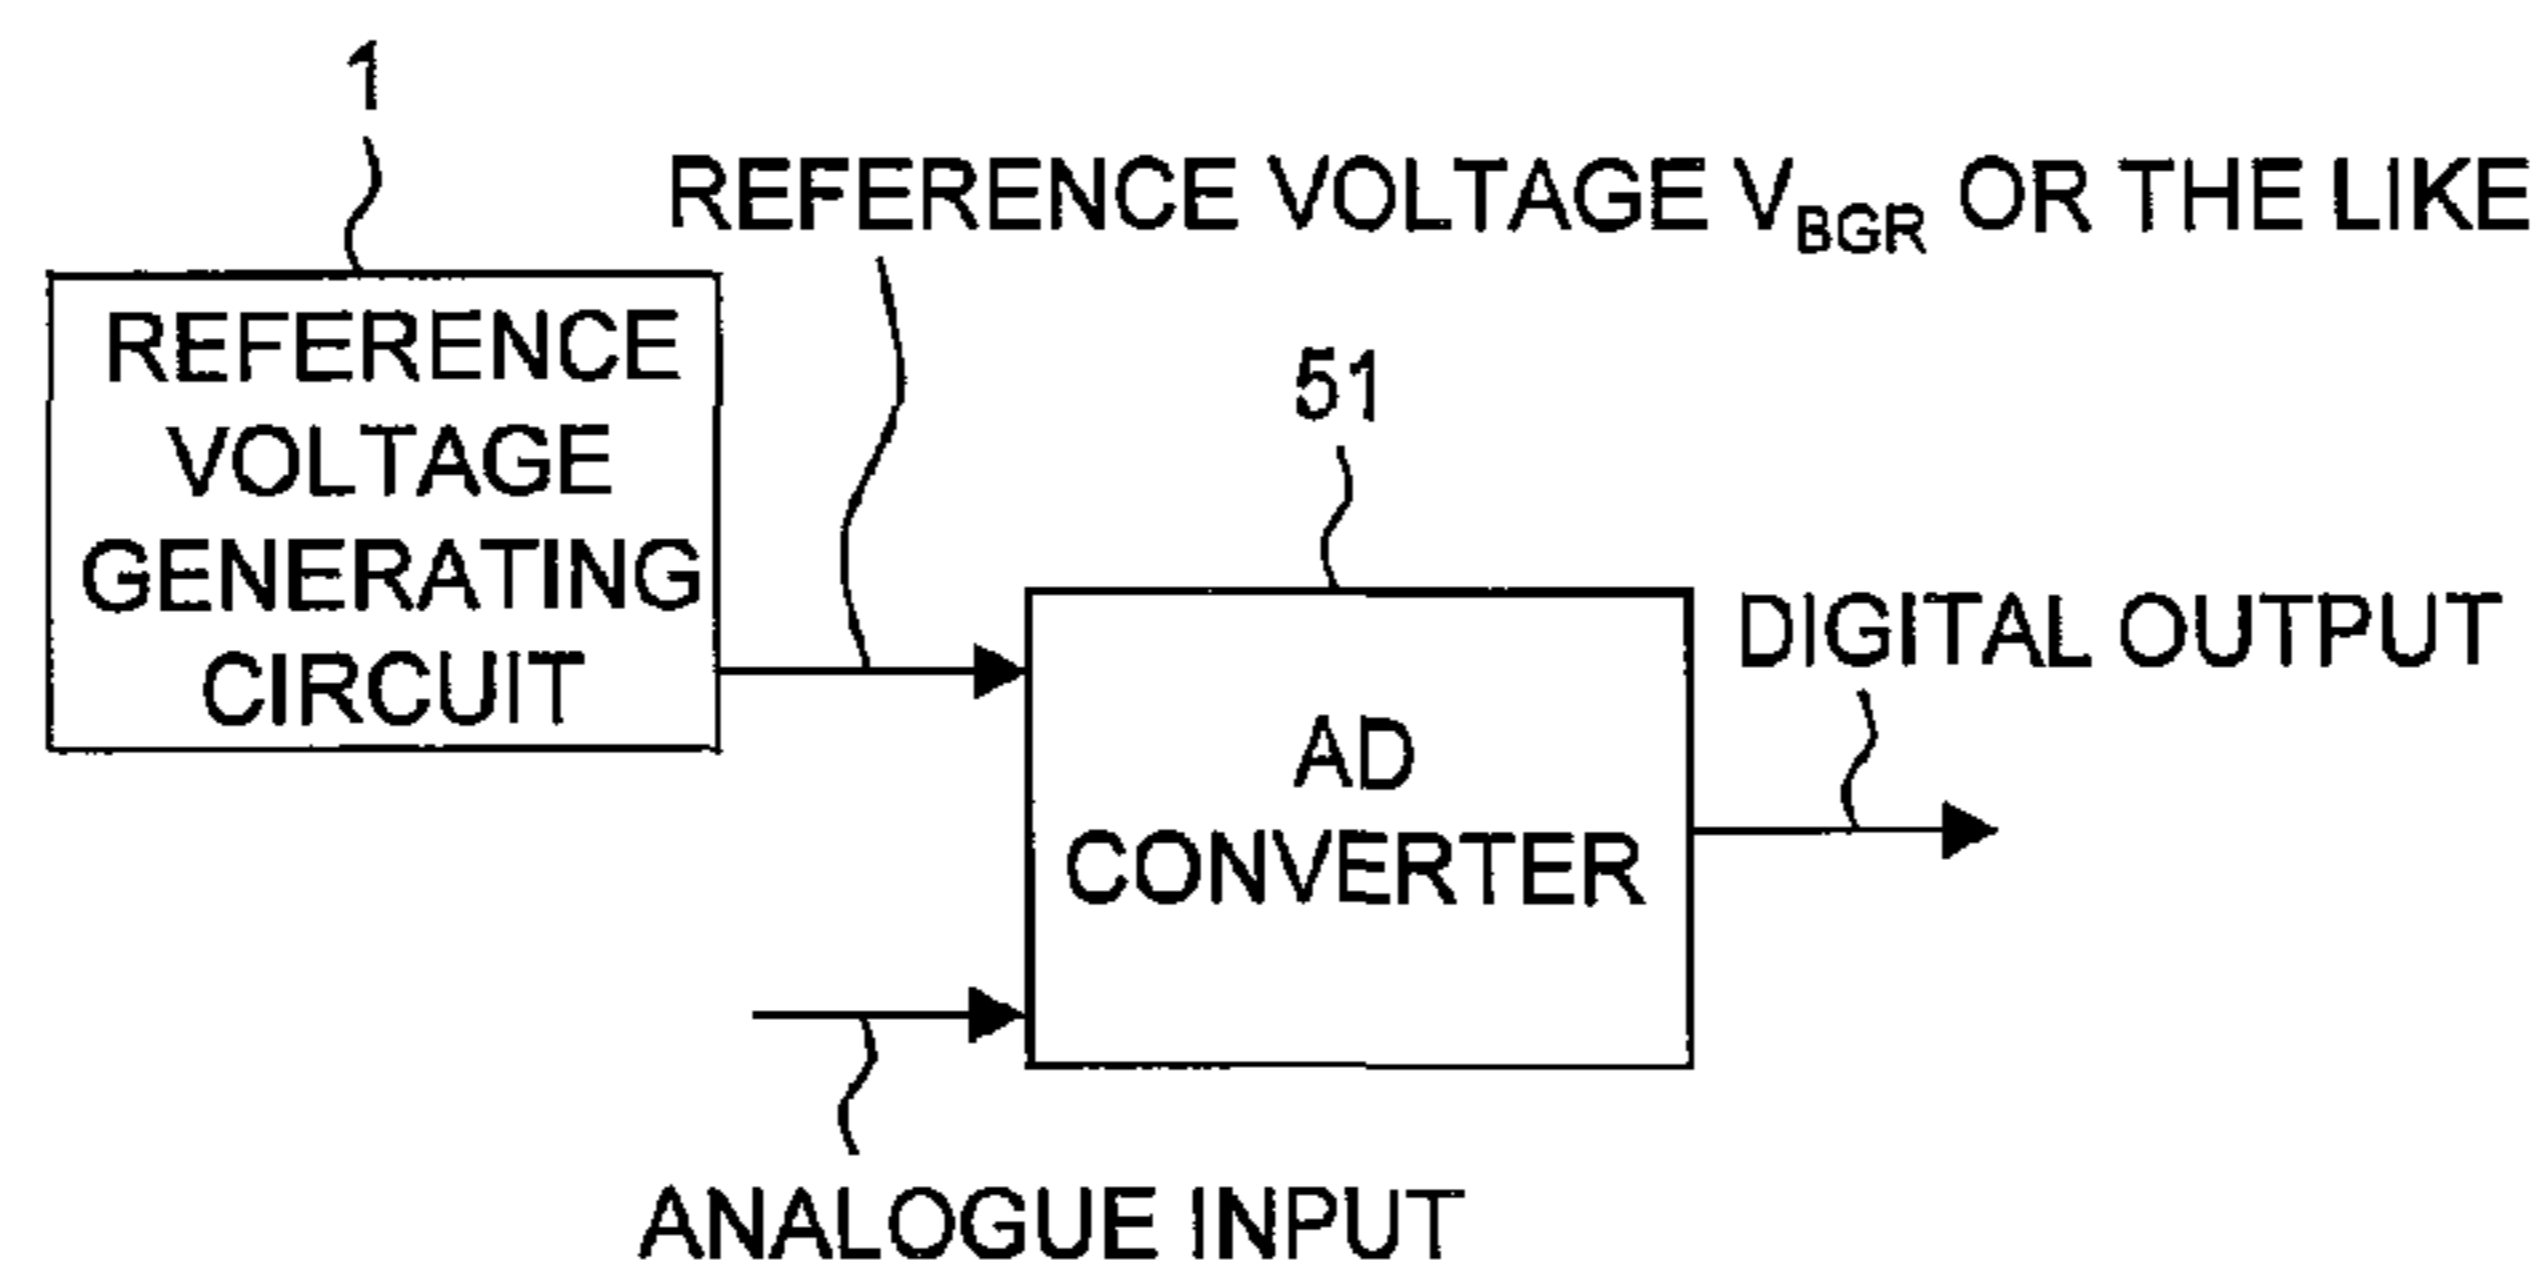 1
REFERENCE VOLTAGE VBGR OR THE LIKE
REFERENCE
VOLTAGE
GENERATING
CIRCUIT
51
DIGITAL OUTPUT
AD
CONVERTER
ANALOGUE INPUT